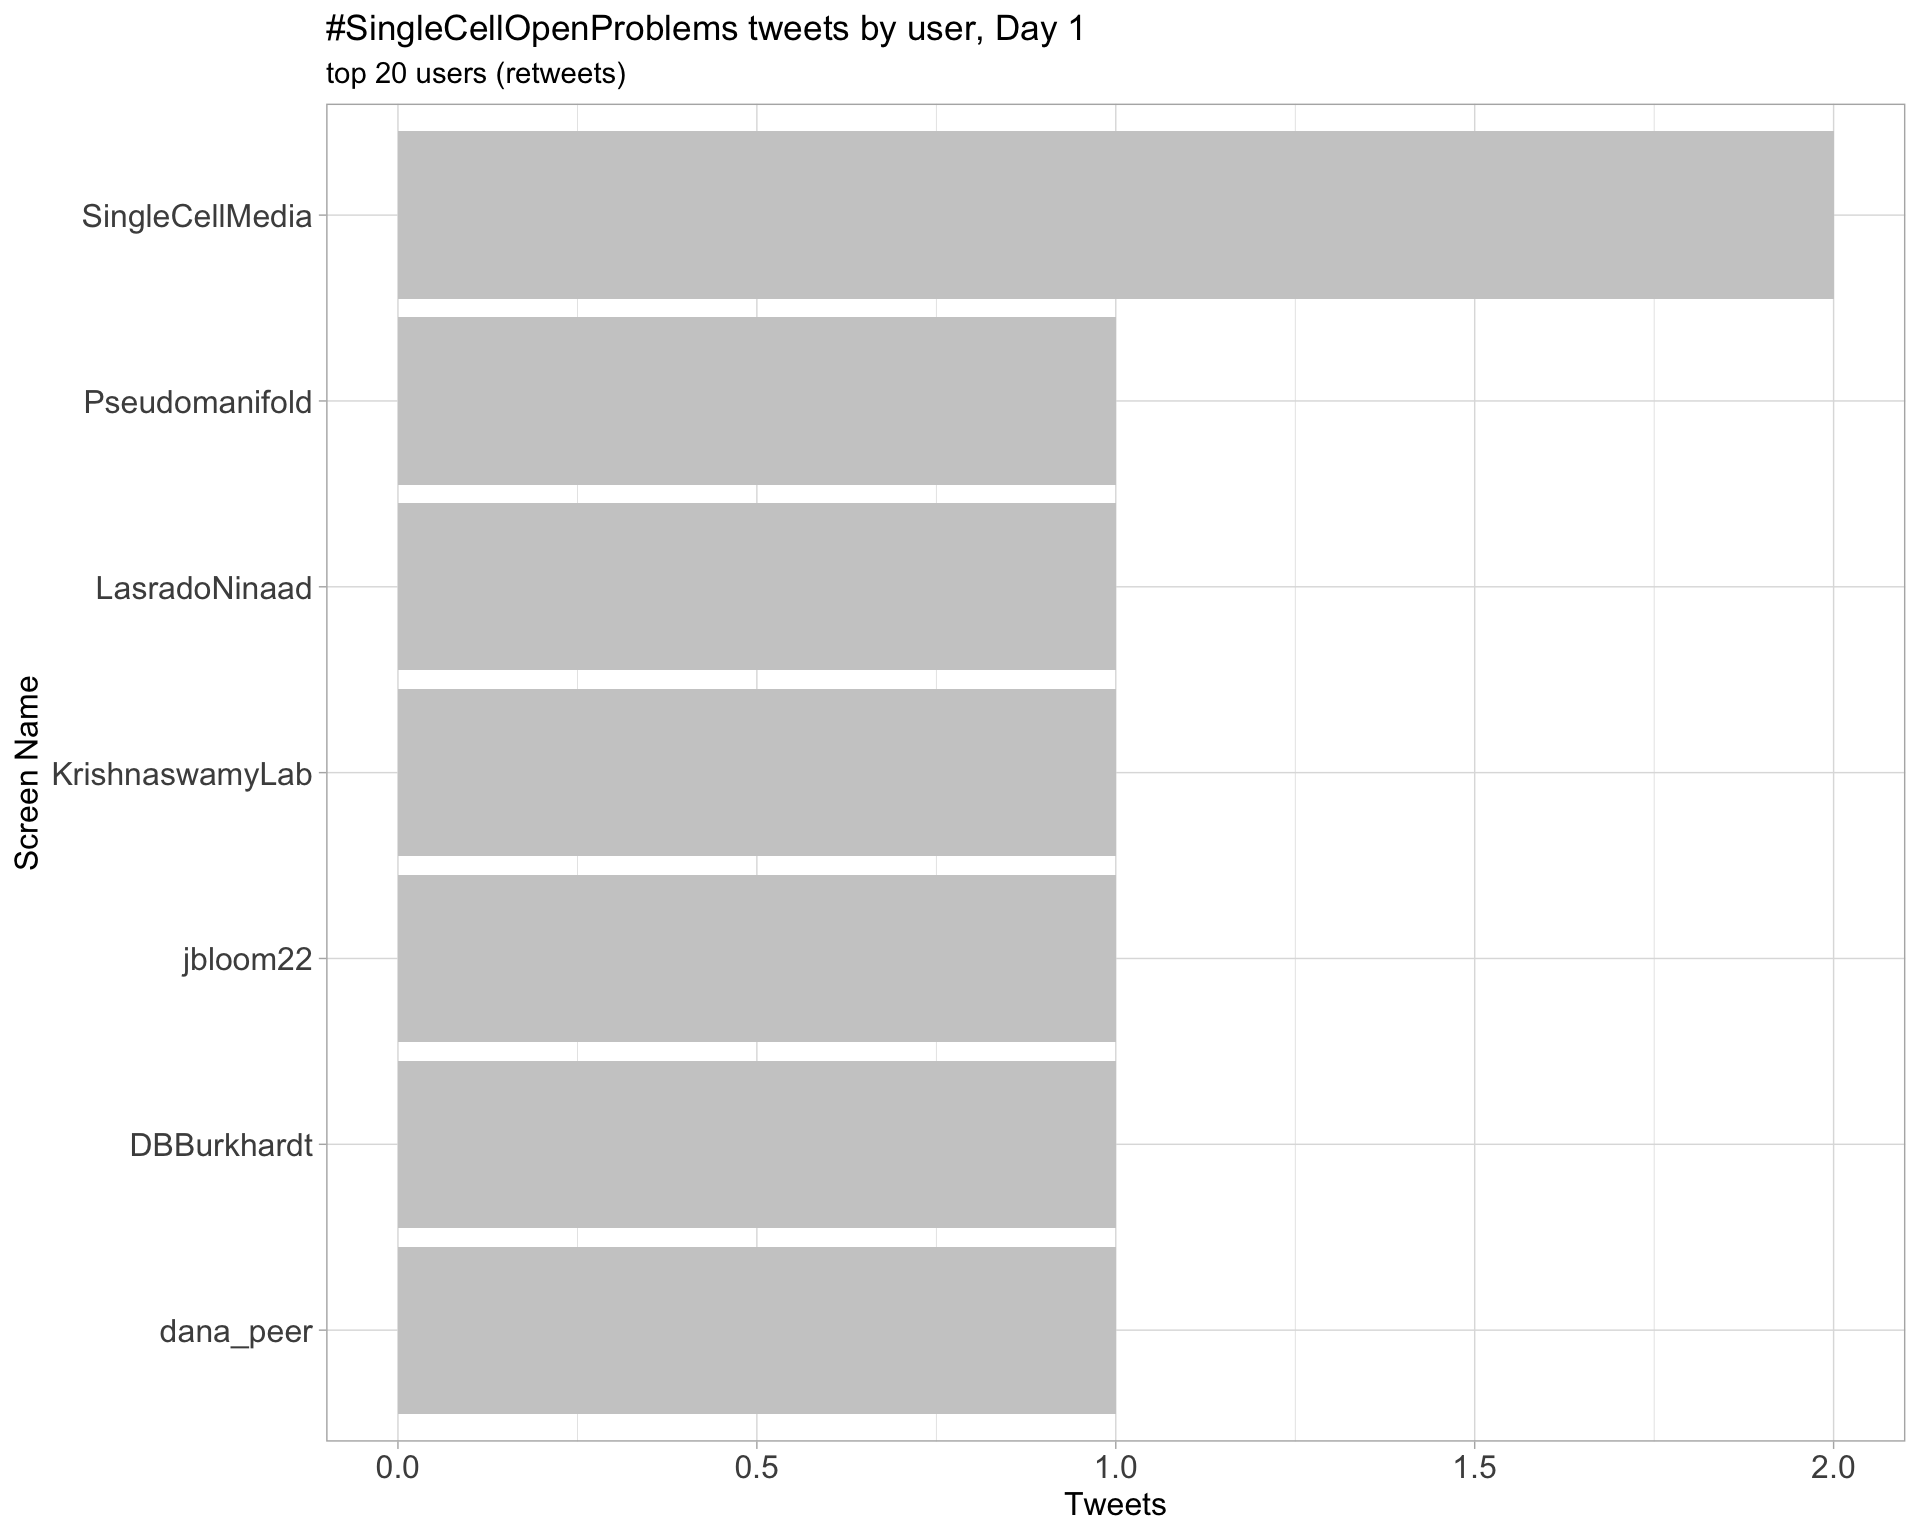 #SingleCellOpenProblems tweets by user, Day 1
top 20 users (retweets)
Screen Name
SingleCellMedia
Pseudomanifold
LasradoNinaad
KrishnaswamyLab
jbloom22
DBBurkhardt
dana_peer
0.0 0.5 1.0 1.5 2.0
Tweets